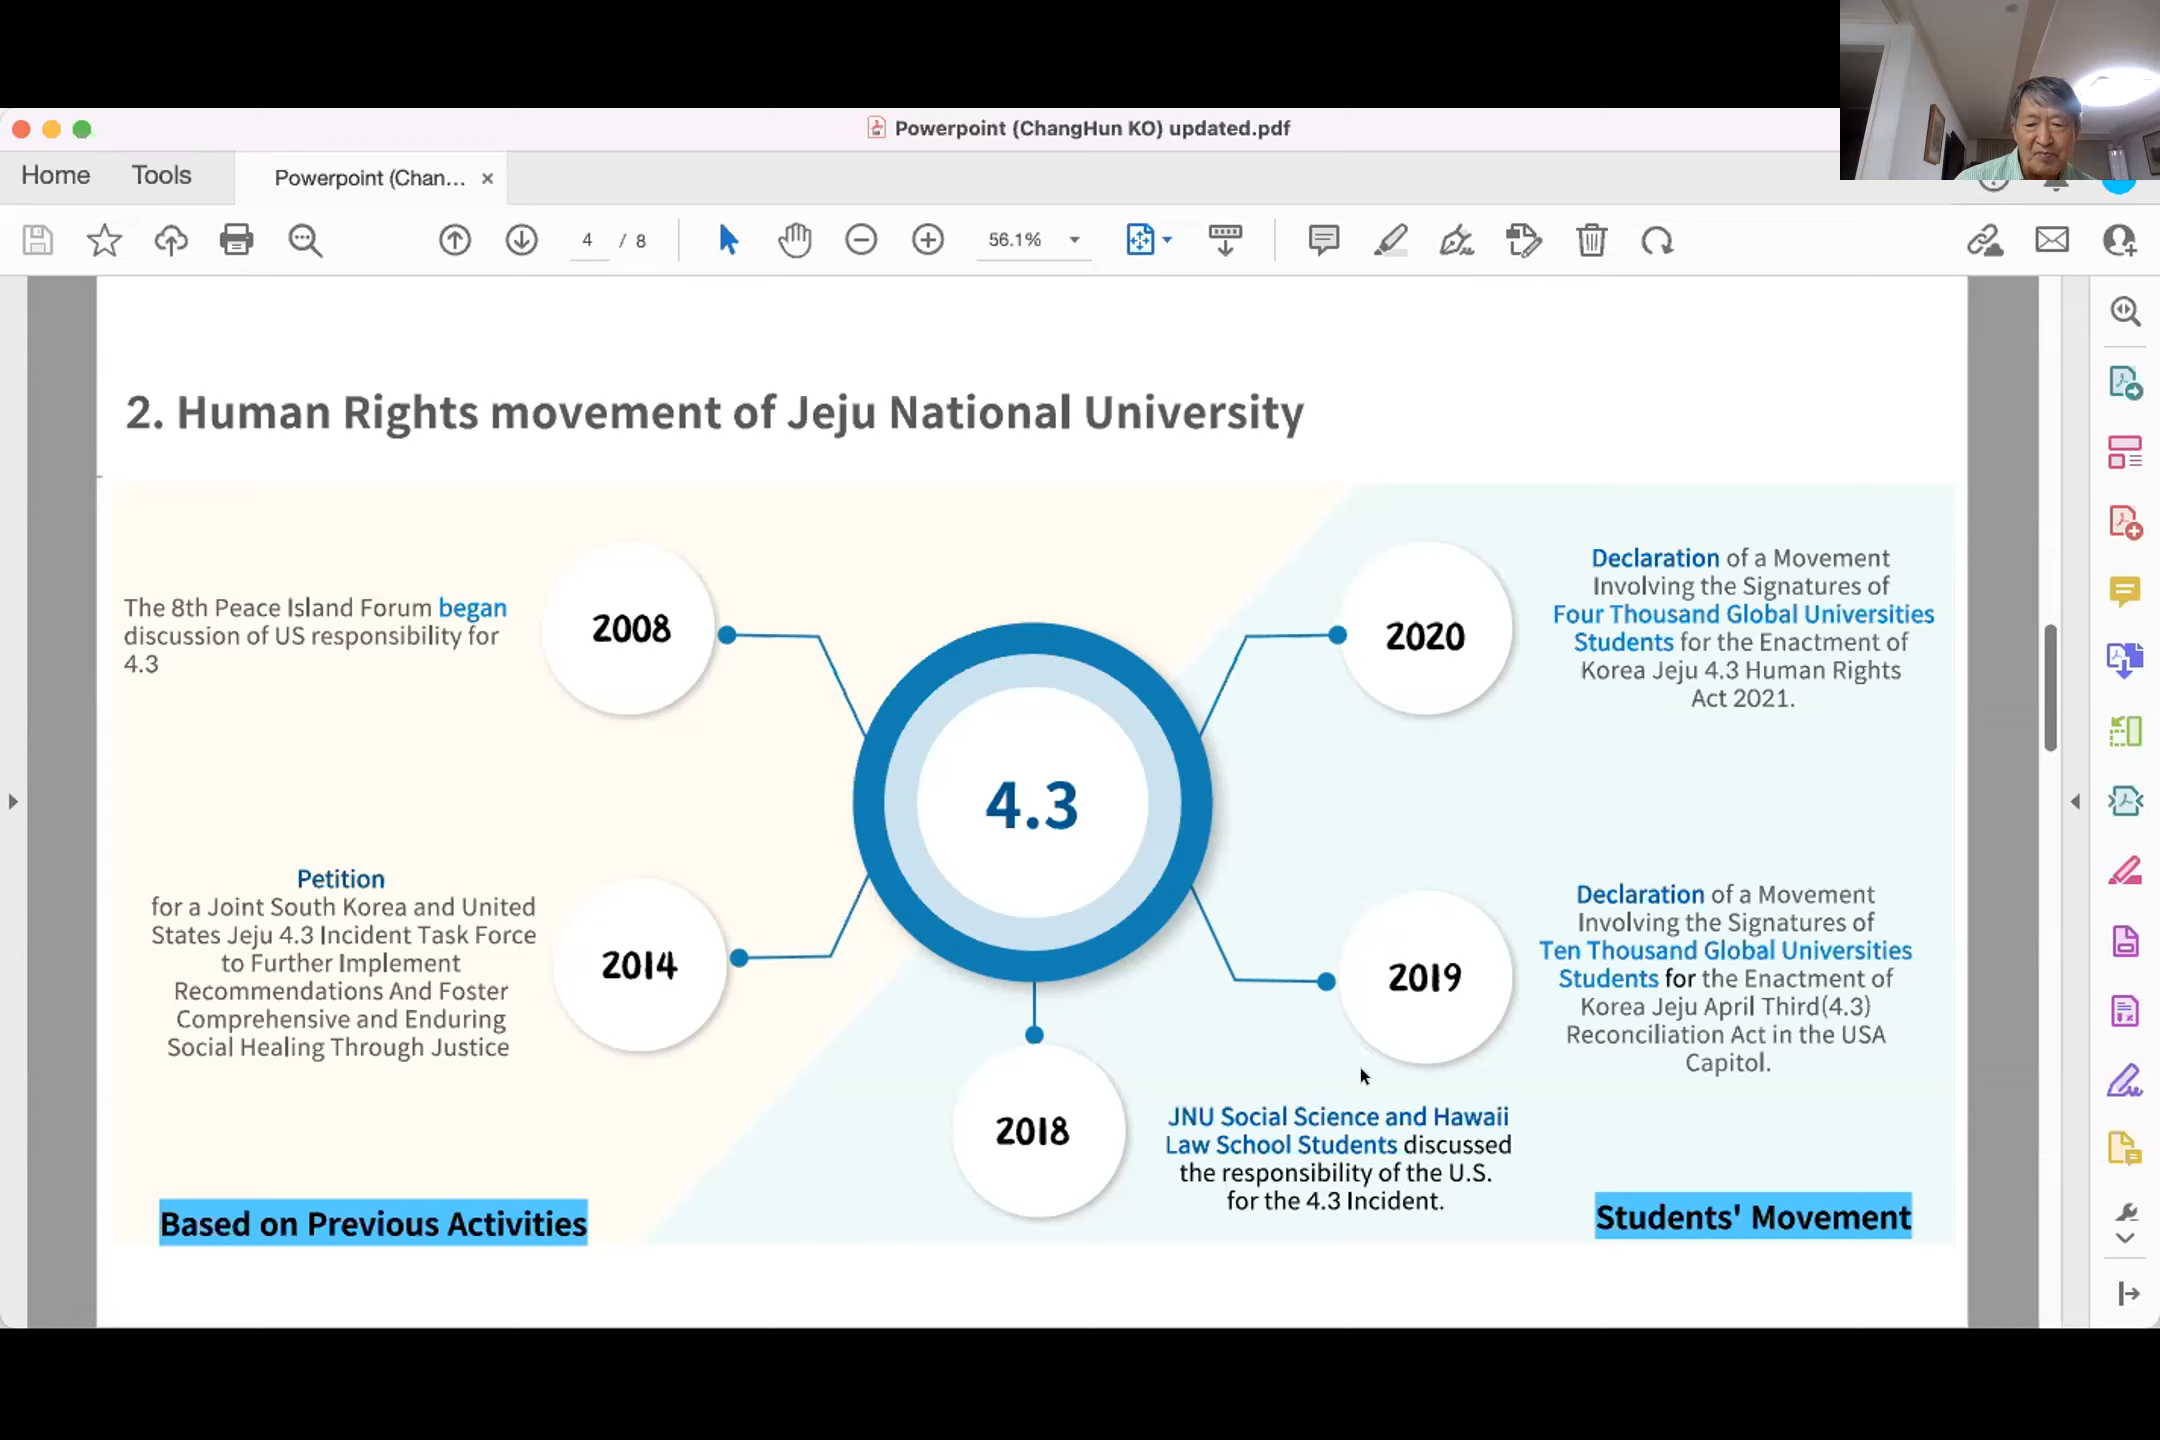 Powerpoint (ChangHun KO) updated.pdf
Home
Tools
Powerpoint (Chan...
4 / 8
56.1%
2. Human Rights movement of Jeju National University
The 8th Peace Island Forum began
discussion of US responsibility for
4.3
2008
2020
Declaration of a Movement
Involving the Signatures of
Four Thousand Global Universities
Students for the Enactment of
Korea Jeju 4.3 Human Rights
Act 2021.
4.3
Petition
for a Joint South Korea and United
States Jeju 4.3 Incident Task Force
to Further Implement
Recommendations And Foster
Comprehensive and Enduring
Social Healing Through Justice
2014
2019
Declaration of a Movement
Involving the Signatures of
Ten Thousand Global Universities
Students for the Enactment of
Korea Jeju April Third(4.3)
Reconciliation Act in the USA
Capitol.
2018
JNU Social Science and Hawaii
Law School Students discussed
the responsibility of the U.S.
for the 4.3 Incident.
Based on Previous Activities
Students' Movement